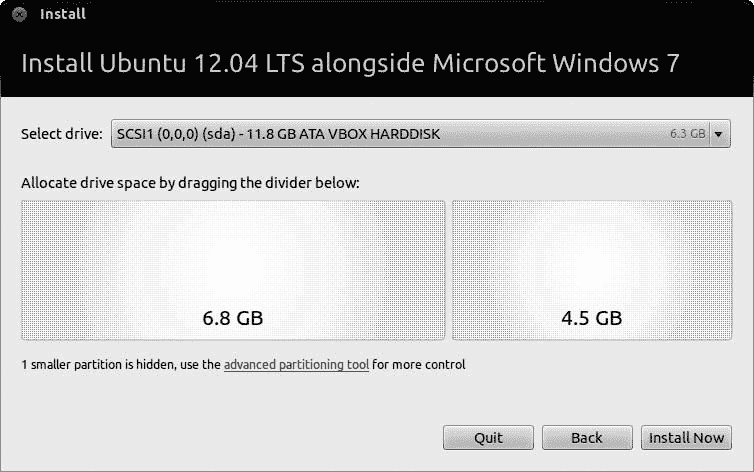 Install
Install Ubuntu 12.04 LTS alongside Microsoft Windows 7
Select drive: SCSI1 (0,0,0) (sda) - 11.8 GB ATA VBOX HARDDISK 6.3 GB
Allocate drive space by dragging the divider below:
6.8 GB 4.5 GB
1 smaller partition is hidden, use the advanced partitioning tool for more control
Quit Back Install Now